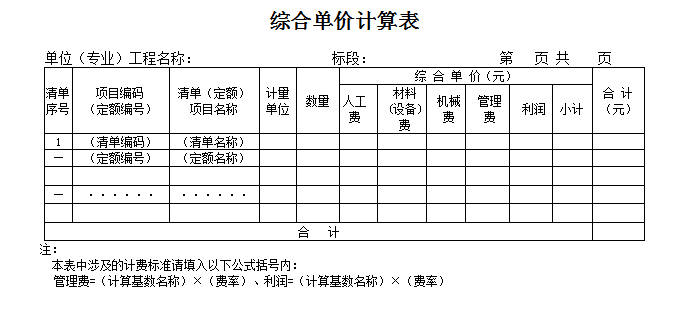 综合单价计算表
单位（专业）工程名称： 标段： 第 页 共 页
清单序号 项目编码（定额编号） 清单（定额）项目名称 计量单位 数量 综 合 单 价（元） 合 计（元）
人工费 材料（设备）费 机械费 管理费 利润 小计
1 （清单编码） （清单名称）
一 （定额编号） （定额名称）
一 ······ ······
合 计
注：
本表中涉及的计费标准请填入以下公式括号内：
管理费=（计算基数名称）×（费率）、利润=（计算基数名称）×（费率）